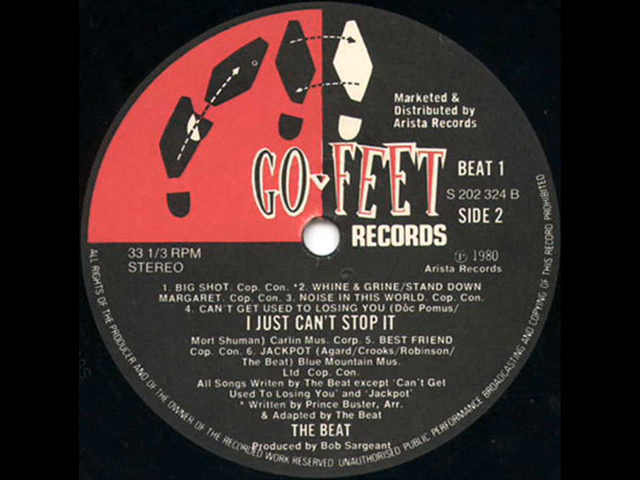 Marketed &
Distributed by
Arista Records
GO-FEET
RECORDS
BEAT 1
S 202 324 B
SIDE 2
33 1/3 RPM
STEREO
Ⓟ 1980
Arista Records
1. BIG SHOT. Cop. Con. *2. WHINE & GRINE/STAND DOWN
MARGARET. Cop. Con. 3. NOISE IN THIS WORLD. Cop. Con.
4. CAN'T GET USED TO LOSING YOU (Dòc Pomus/
I JUST CAN'T STOP IT
Mort Shuman) Carlin Mus. Corp. 5. BEST FRIEND
Cop. Con. 6. JACKPOT (Agard/Crooks/Robinson/
The Beat) Blue Mountain Mus.
Ltd. Cop. Con.
All Songs Writen by The Beat except 'Can't Get
Used To Losing You' and 'Jackpot'
* Written by Prince Buster, Arr.
& Adapted by The Beat
THE BEAT
Produced by Bob Sargeant
ALL RIGHTS OF THE PRODUCER AND OF THE OWNER OF THE RECORDED WORK RESERVED UNAUTHORISED PUBLIC PERFORMANCE BROADCASTING AND COPYING OF THIS RECORD PROHIBITED